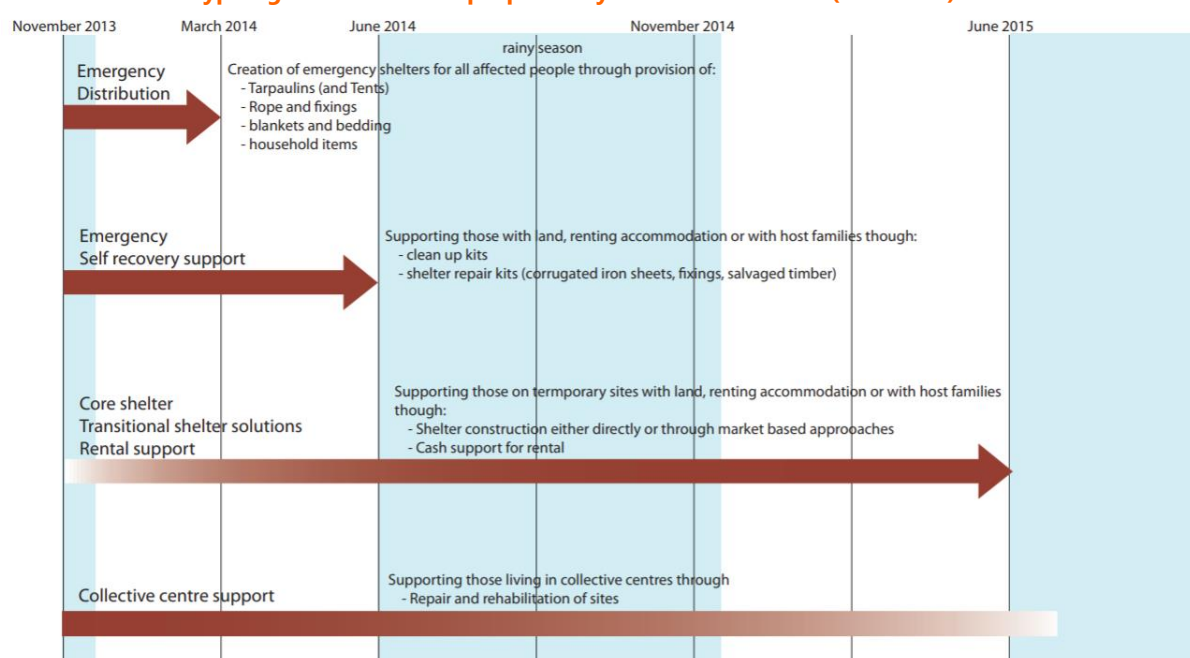 November 2013 March 2014 June 2014 November 2014 June 2015
rainy season
Emergency
Distribution
Creation of emergency shelters for all affected people through provision of:
- Tarpaulins (and Tents)
- Rope and fixings
- blankets and bedding
- household items
Emergency
Self recovery support
Supporting those with land, renting accommodation or with host families though:
- clean up kits
- shelter repair kits (corrugated iron sheets, fixings, salvaged timber)
Core shelter
Transitional shelter solutions
Rental support
Supporting those on termporary sites with land, renting accommodation or with host families
though:
- Shelter construction either directly or through market based approoaches
- Cash support for rental
Collective centre support
Supporting those living in collective centres through
- Repair and rehabilitation of sites